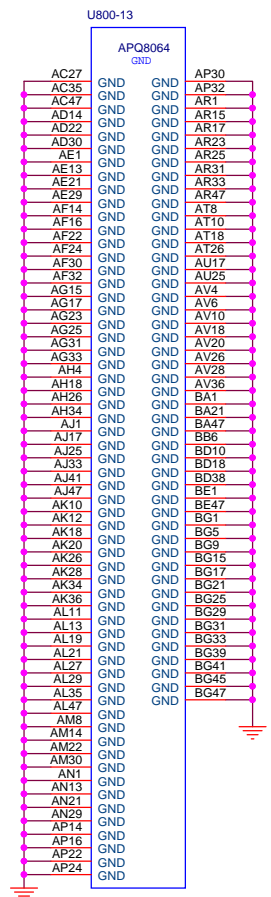 U800-13
APQ8064
GND
AC27 GND GND AP30
AC35 GND GND AP32
AC47 GND GND AR1
AD14 GND GND AR15
AD22 GND GND AR17
AD30 GND GND AR23
AE1 GND GND AR25
AE13 GND GND AR31
AE21 GND GND AR33
AE29 GND GND AR47
AF14 GND GND AT8
AF16 GND GND AT10
AF22 GND GND AT18
AF24 GND GND AT26
AF30 GND GND AU17
AF32 GND GND AU25
AG15 GND GND AV4
AG17 GND GND AV6
AG23 GND GND AV10
AG25 GND GND AV18
AG31 GND GND AV20
AG33 GND GND AV26
AH4 GND GND AV28
AH18 GND GND AV36
AH26 GND GND BA1
AH34 GND GND BA21
AJ1 GND GND BA47
AJ17 GND GND BB6
AJ25 GND GND BD10
AJ33 GND GND BD18
AJ41 GND GND BD38
AJ47 GND GND BE1
AK10 GND GND BE47
AK12 GND GND BG1
AK18 GND GND BG5
AK20 GND GND BG9
AK26 GND GND BG15
AK28 GND GND BG17
AK34 GND GND BG21
AK36 GND GND BG25
AL11 GND GND BG29
AL13 GND GND BG31
AL19 GND GND BG33
AL21 GND GND BG39
AL27 GND GND BG41
AL29 GND GND BG45
AL35 GND GND BG47
AL47 GND
AM8 GND
AM14 GND
AM22 GND
AM30 GND
AN1 GND
AN13 GND
AN21 GND
AN29 GND
AP14 GND
AP16 GND
AP22 GND
AP24 GND